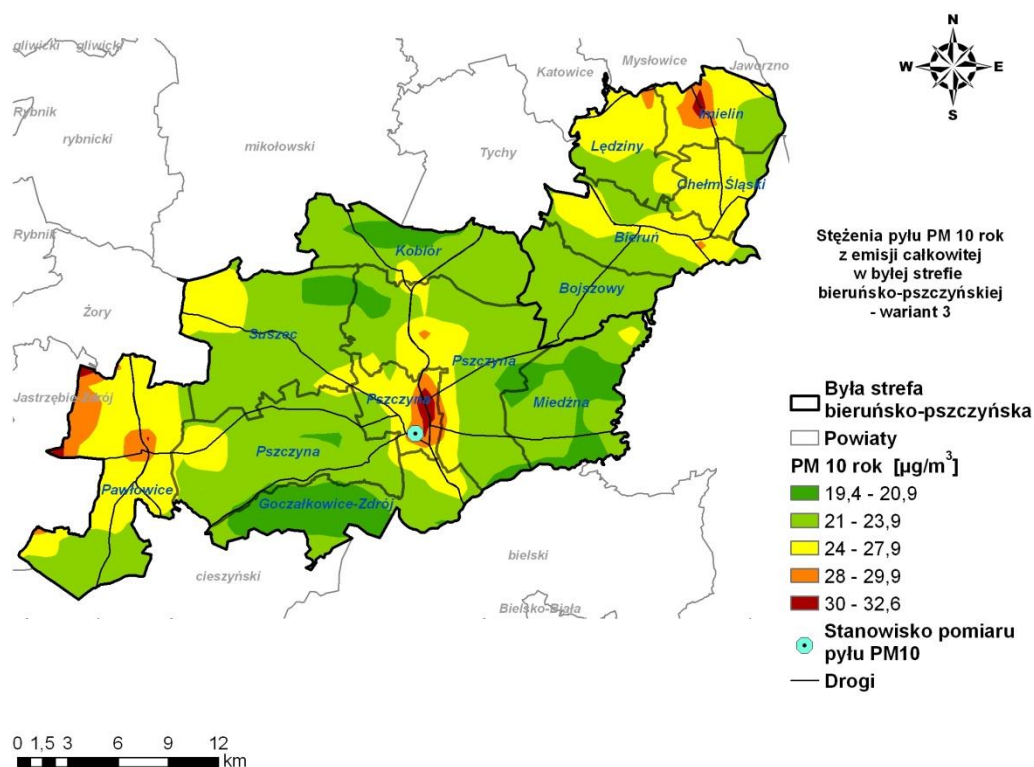 N
W E
S
gliwicki gliwicki
Mysłowice
Jaworzno
Katowice
Rybnik
rybnicki
mikołowski
Tychy
Imielin
Lędziny
Chełm Śląski
Rybnik
Kobiór
Bieruń
Stężenia pyłu PM 10 rok
z emisji całkowitej
w byłej strefie
bieruńsko-pszczyńskiej
- wariant 3
Bojszowy
Żory
Suszec
Pszczyna
Jastrzębie-Zdrój
Pszczyna
Miedźna
Pszczyna
Pawłowice
Goczałkowice-Zdrój
bielski
cieszyński
Bielsko-Biała
Była strefa
bieruńsko-pszczyńska
Powiaty
PM 10 rok [µg/m³]
19,4 - 20,9
21 - 23,9
24 - 27,9
28 - 29,9
30 - 32,6
Stanowisko pomiaru
pyłu PM10
Drogi
0 1,5 3 6 9 12
km